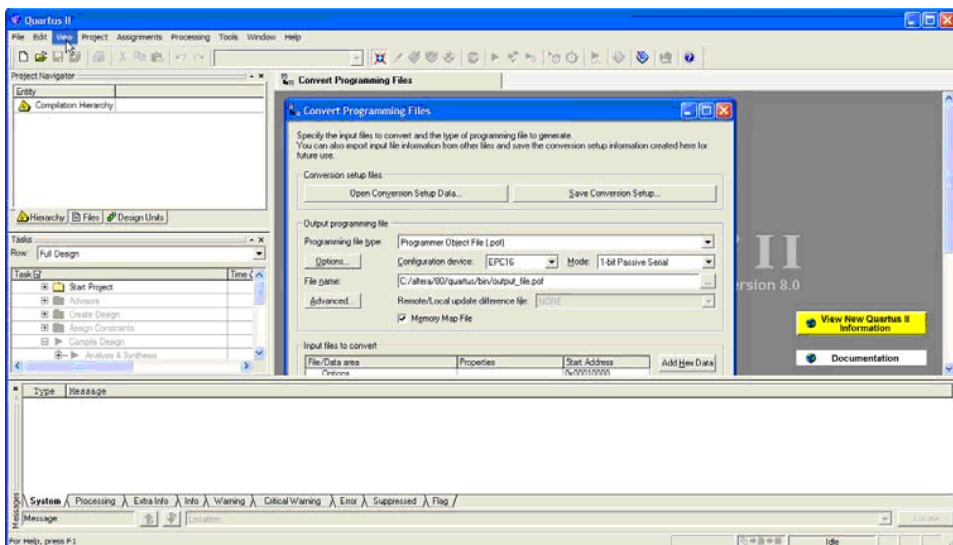 Quartus II
File Edit View Project Assignments Processing Tools Window Help
Project Navigator
Entity
Compilation Hierarchy
Hierarchy Files Design Units
Tasks
Flow: Full Design
Task Time (
Start Project
Advisors
Create Design
Assign Constraints
Compile Design
Analysis & Synthesis
Convert Programming Files
Convert Programming Files
Specify the input files to convert and the type of programming file to generate.
You can also import input file information from other files and save the conversion setup information created here for
future use.
Conversion setup files
Open Conversion Setup Data... Save Conversion Setup...
Output programming file
Programming file type: Programmer Object File (.pof)
Options... Configuration device: EPC16 Mode: 1-bit Passive Serial
File name: C:/altera/80/quartus/bin/output_file.pof ...
Advanced... Remote/Local update difference file: NONE
Memory Map File
Input files to convert
File/Data area Properties Start Address Add Hex Data
Options 0x00010000
II
ersion 8.0
View New Quartus II
Information
Documentation
Type Message
System Processing Extra Info Info Warning Critical Warning Error Suppressed Flag
Messages
Message: Location: Locate
For Help, press F1 Idle